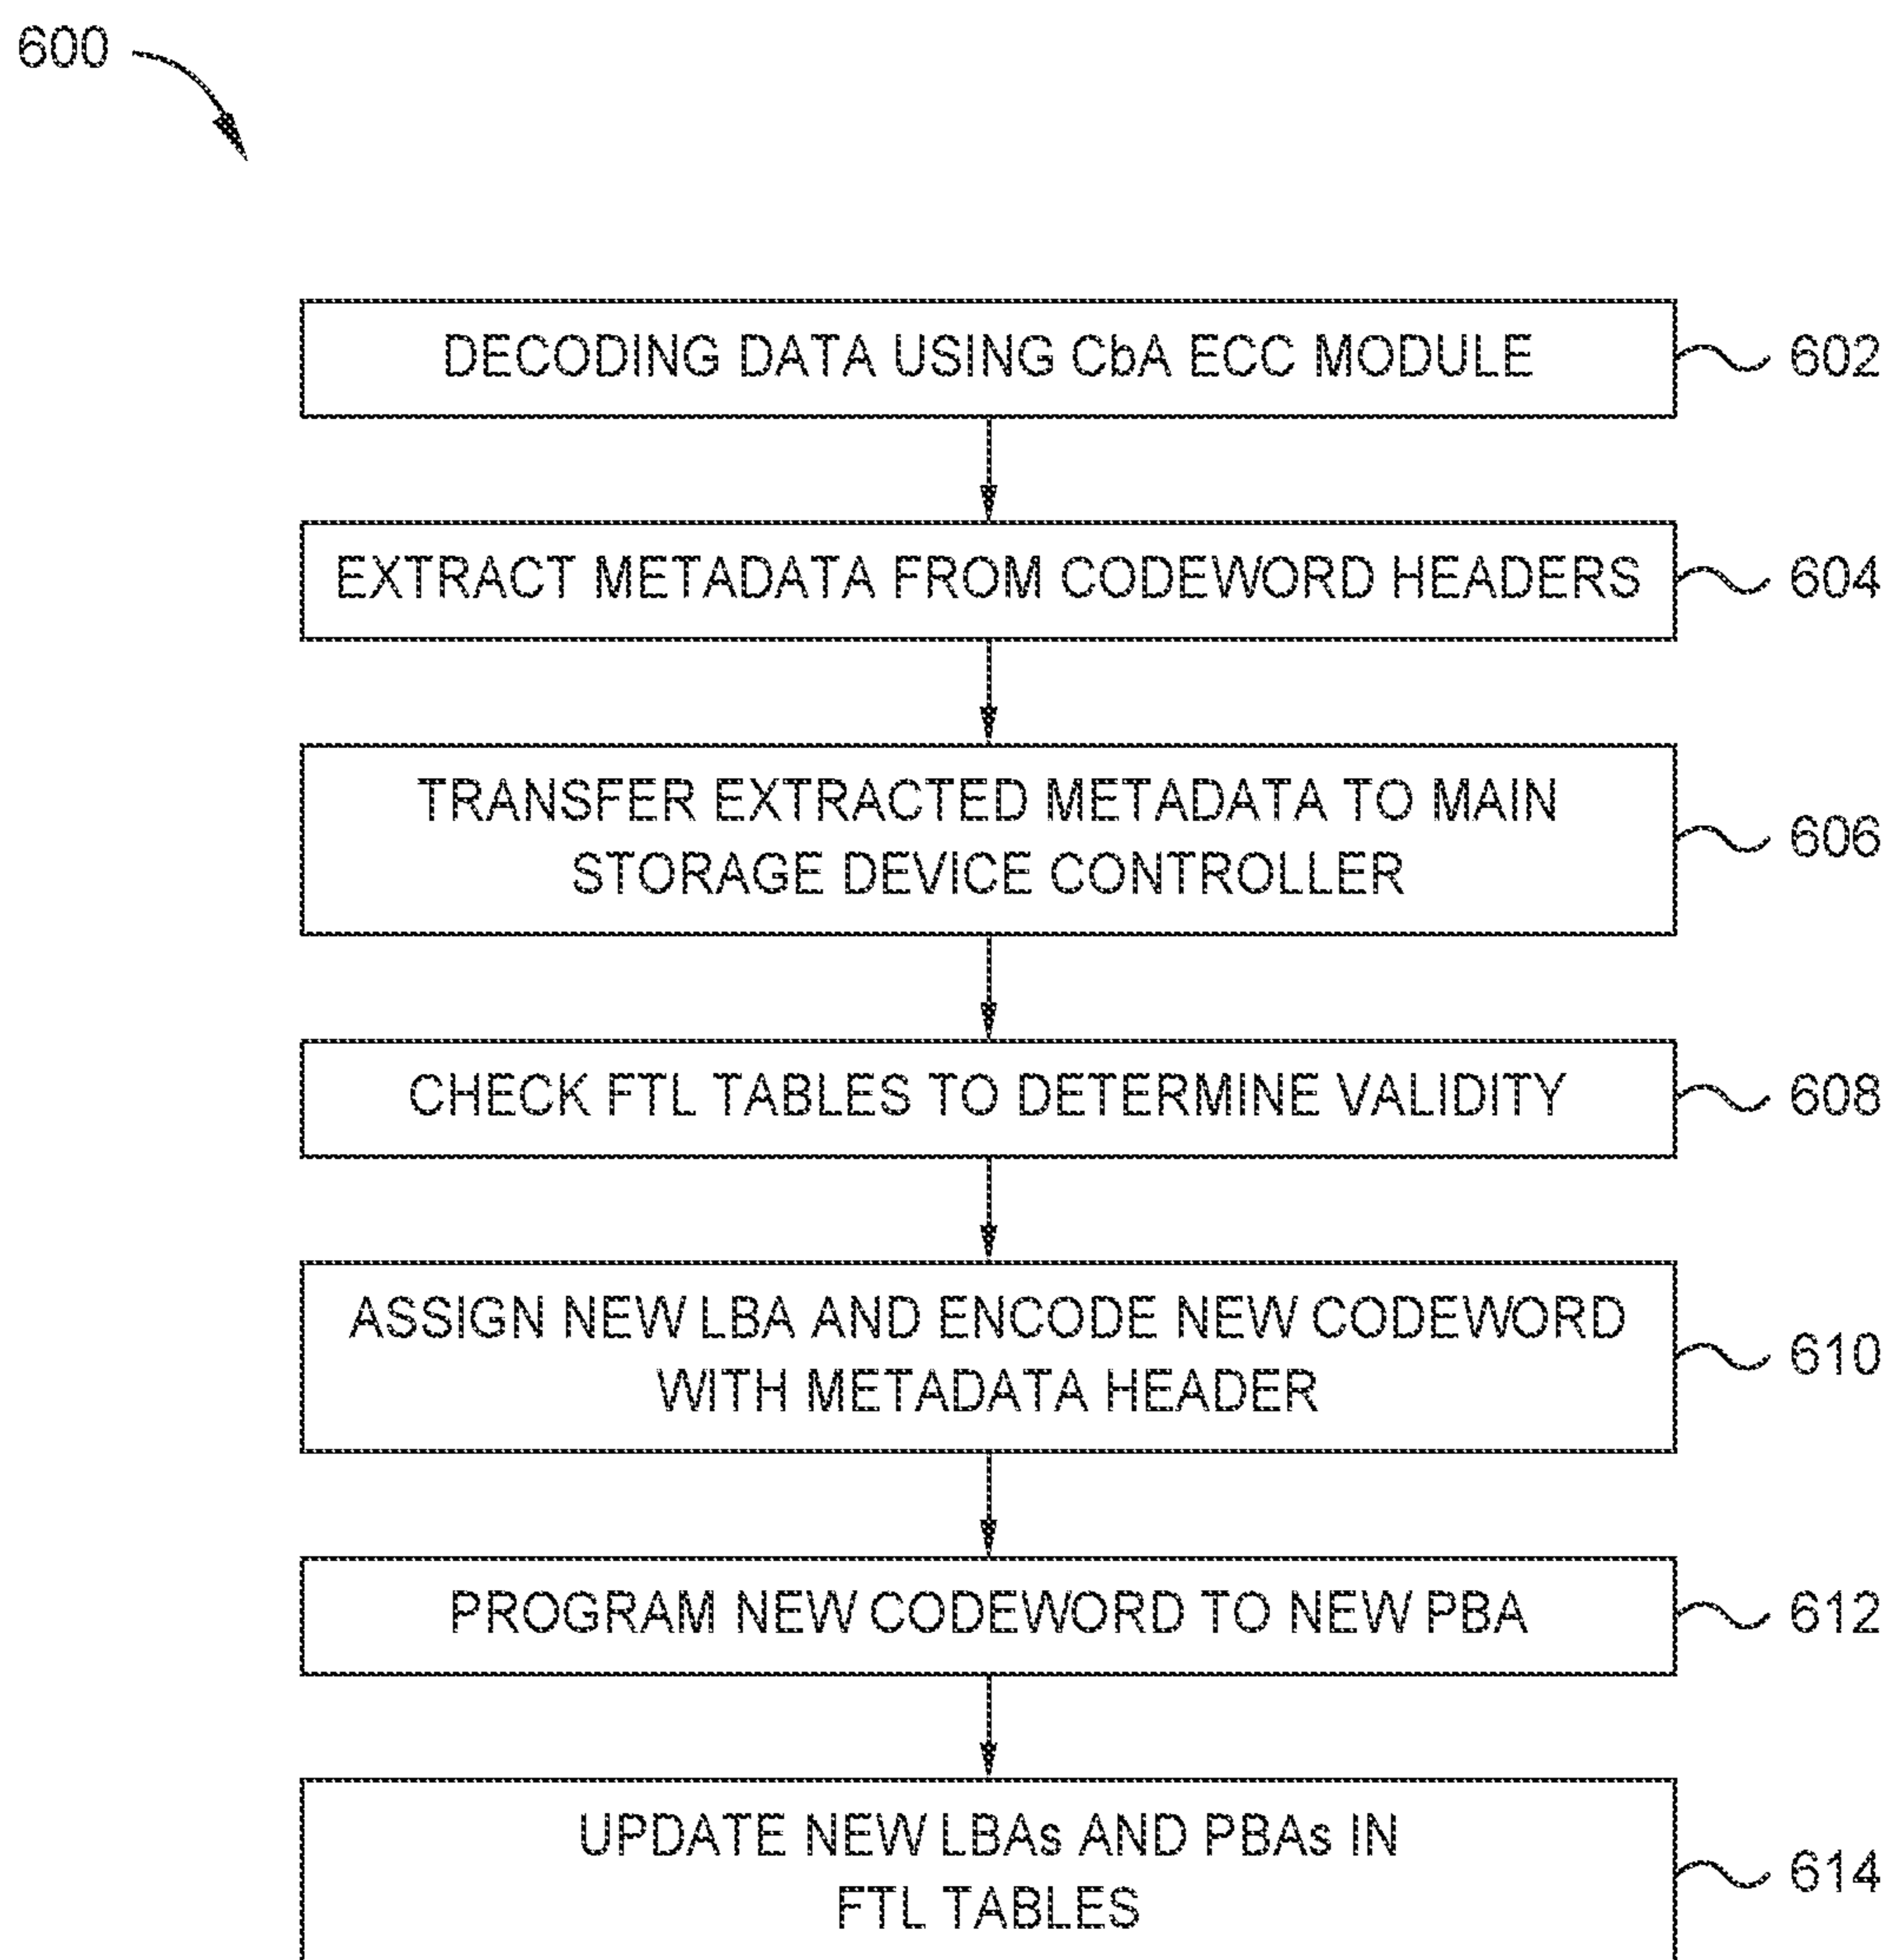 600
DECODING DATA USING CbA ECC MODULE
602
EXTRACT METADATA FROM CODEWORD HEADERS
604
TRANSFER EXTRACTED METADATA TO MAIN
STORAGE DEVICE CONTROLLER
606
CHECK FTL TABLES TO DETERMINE VALIDITY
608
ASSIGN NEW LBA AND ENCODE NEW CODEWORD
WITH METADATA HEADER
610
PROGRAM NEW CODEWORD TO NEW PBA
612
UPDATE NEW LBAs AND PBAs IN
FTL TABLES
614